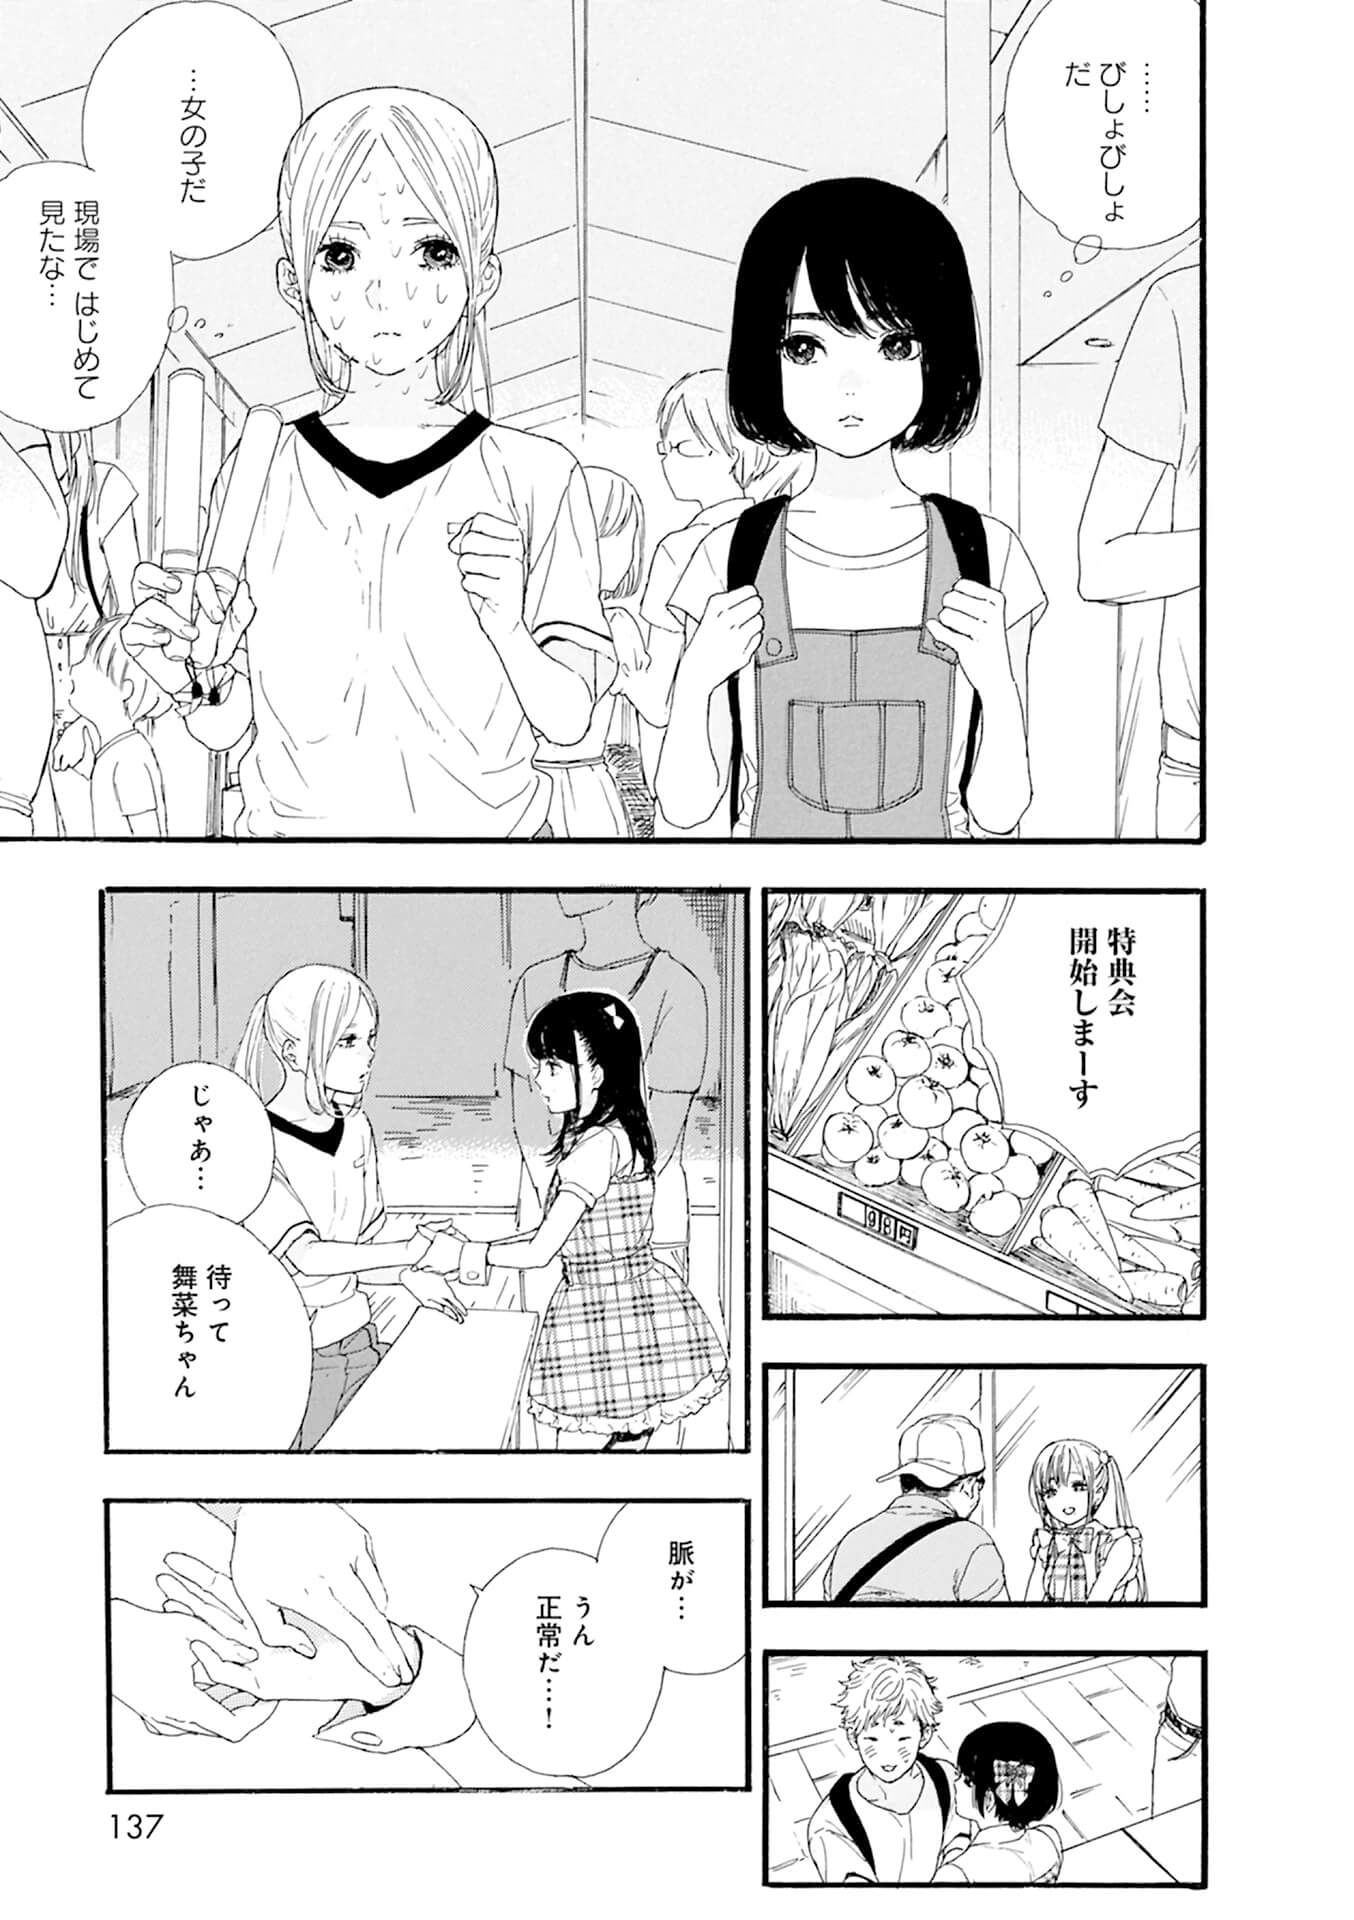 ……
びしょびしょ
だ
…女の子だ
現場で はじめて
見たな…
特典会
開始しまーす
98円
じゃあ…
待って
舞菜ちゃん
脈が…
うん
正常だ…！
137